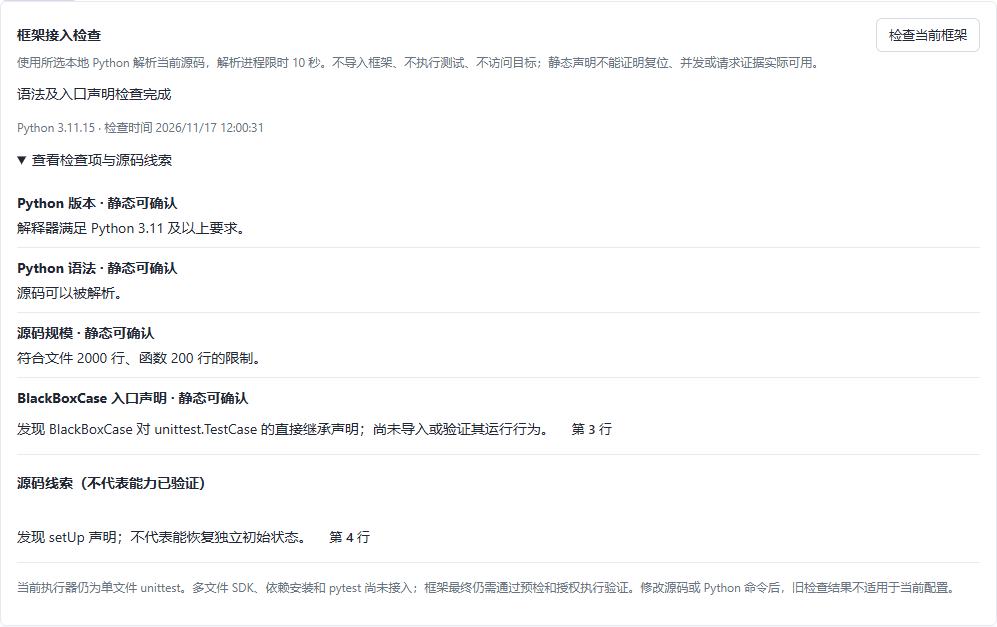 框架接入检查
检查当前框架
使用所选本地 Python 解析当前源码，解析进程限时 10 秒。不导入框架、不执行测试、不访问目标；静态声明不能证明复位、并发或请求证据实际可用。
语法及入口声明检查完成
Python 3.11.15 · 检查时间 2026/11/17 12:00:31
▼ 查看检查项与源码线索
Python 版本 · 静态可确认
解释器满足 Python 3.11 及以上要求。
Python 语法 · 静态可确认
源码可以被解析。
源码规模 · 静态可确认
符合文件 2000 行、函数 200 行的限制。
BlackBoxCase 入口声明 · 静态可确认
发现 BlackBoxCase 对 unittest.TestCase 的直接继承声明；尚未导入或验证其运行行为。 第 3 行
源码线索（不代表能力已验证）
发现 setUp 声明；不代表能恢复独立初始状态。 第 4 行
当前执行器仍为单文件 unittest。多文件 SDK、依赖安装和 pytest 尚未接入；框架最终仍需通过预检和授权执行验证。修改源码或 Python 命令后，旧检查结果不适用于当前配置。